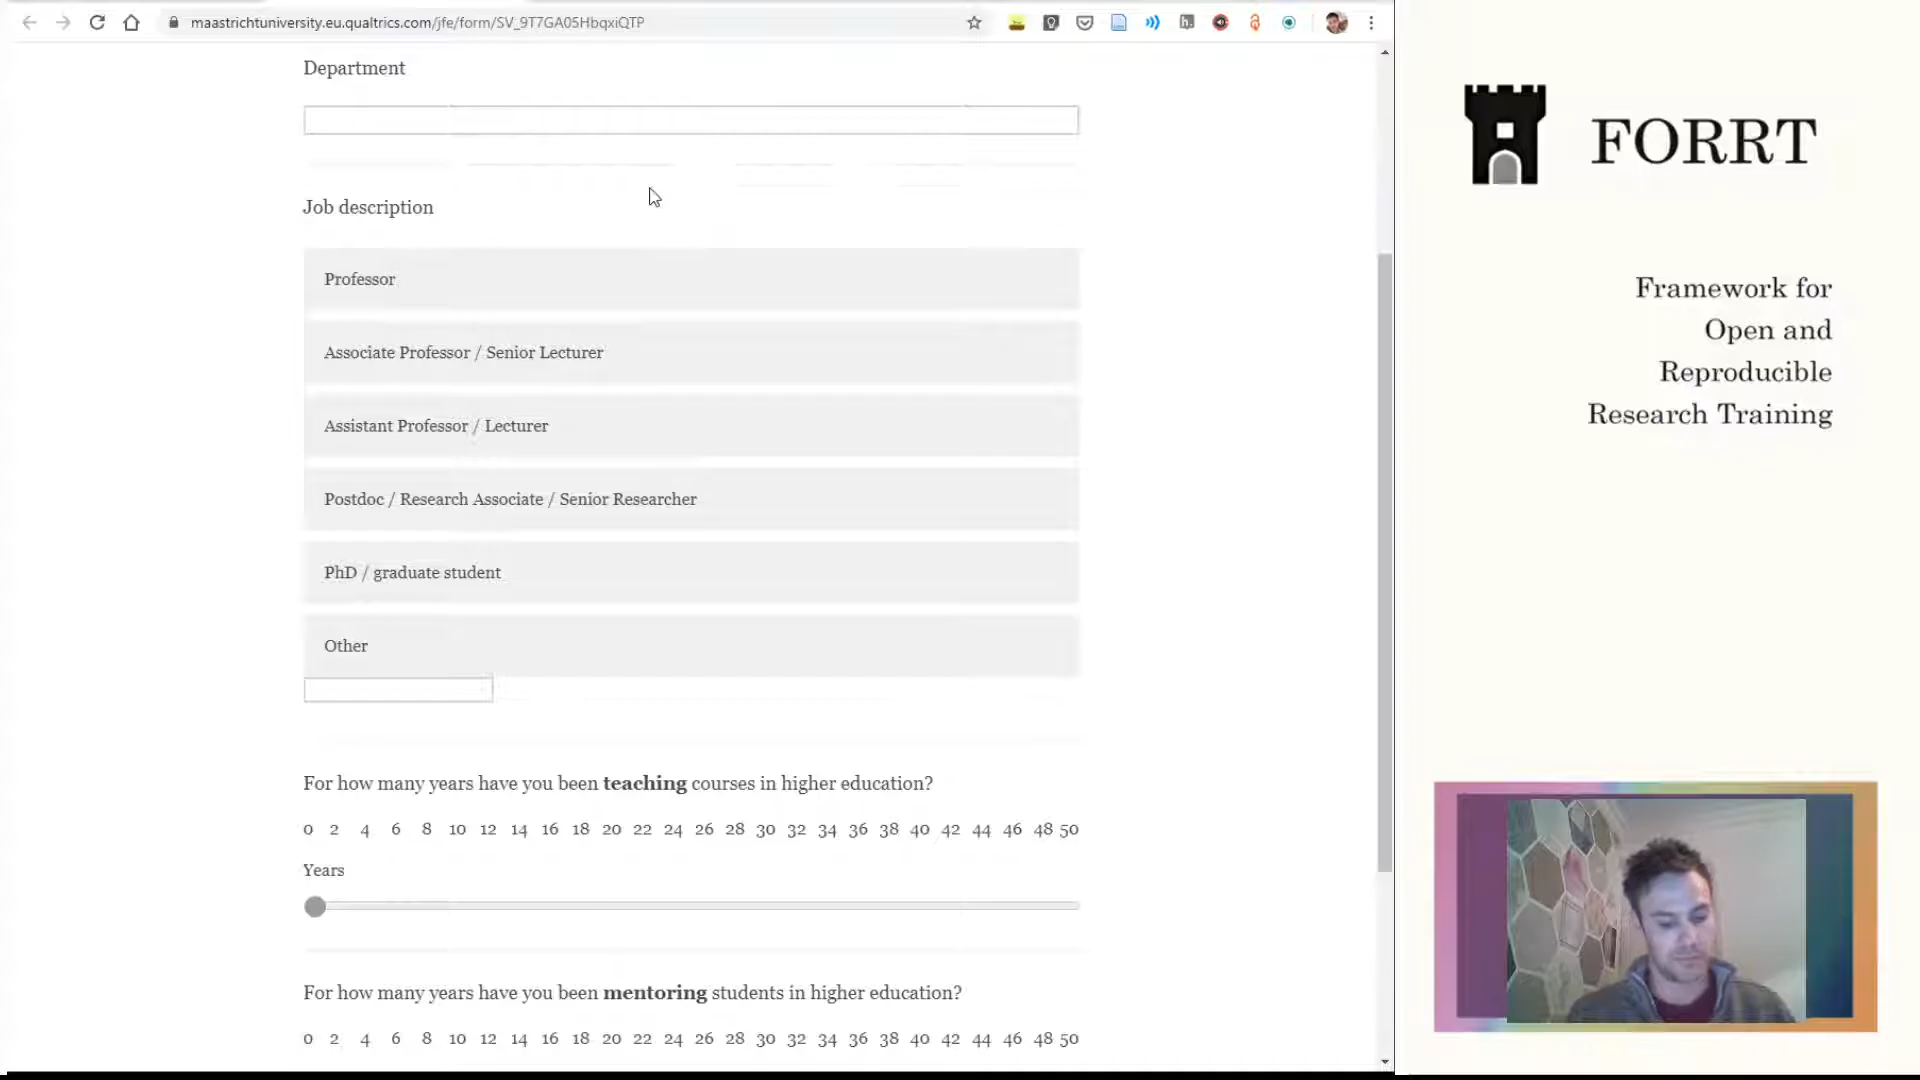 maastrichtuniversity.eu.qualtrics.com/jfe/form/SV_9T7GA05HbqxiQTP
Department
Job description
Professor
Associate Professor / Senior Lecturer
Assistant Professor / Lecturer
Postdoc / Research Associate / Senior Researcher
PhD / graduate student
Other
For how many years have you been teaching courses in higher education?
0 2 4 6 8 10 12 14 16 18 20 22 24 26 28 30 32 34 36 38 40 42 44 46 48 50
Years
For how many years have you been mentoring students in higher education?
0 2 4 6 8 10 12 14 16 18 20 22 24 26 28 30 32 34 36 38 40 42 44 46 48 50
FORRT
Framework for
Open and
Reproducible
Research Training